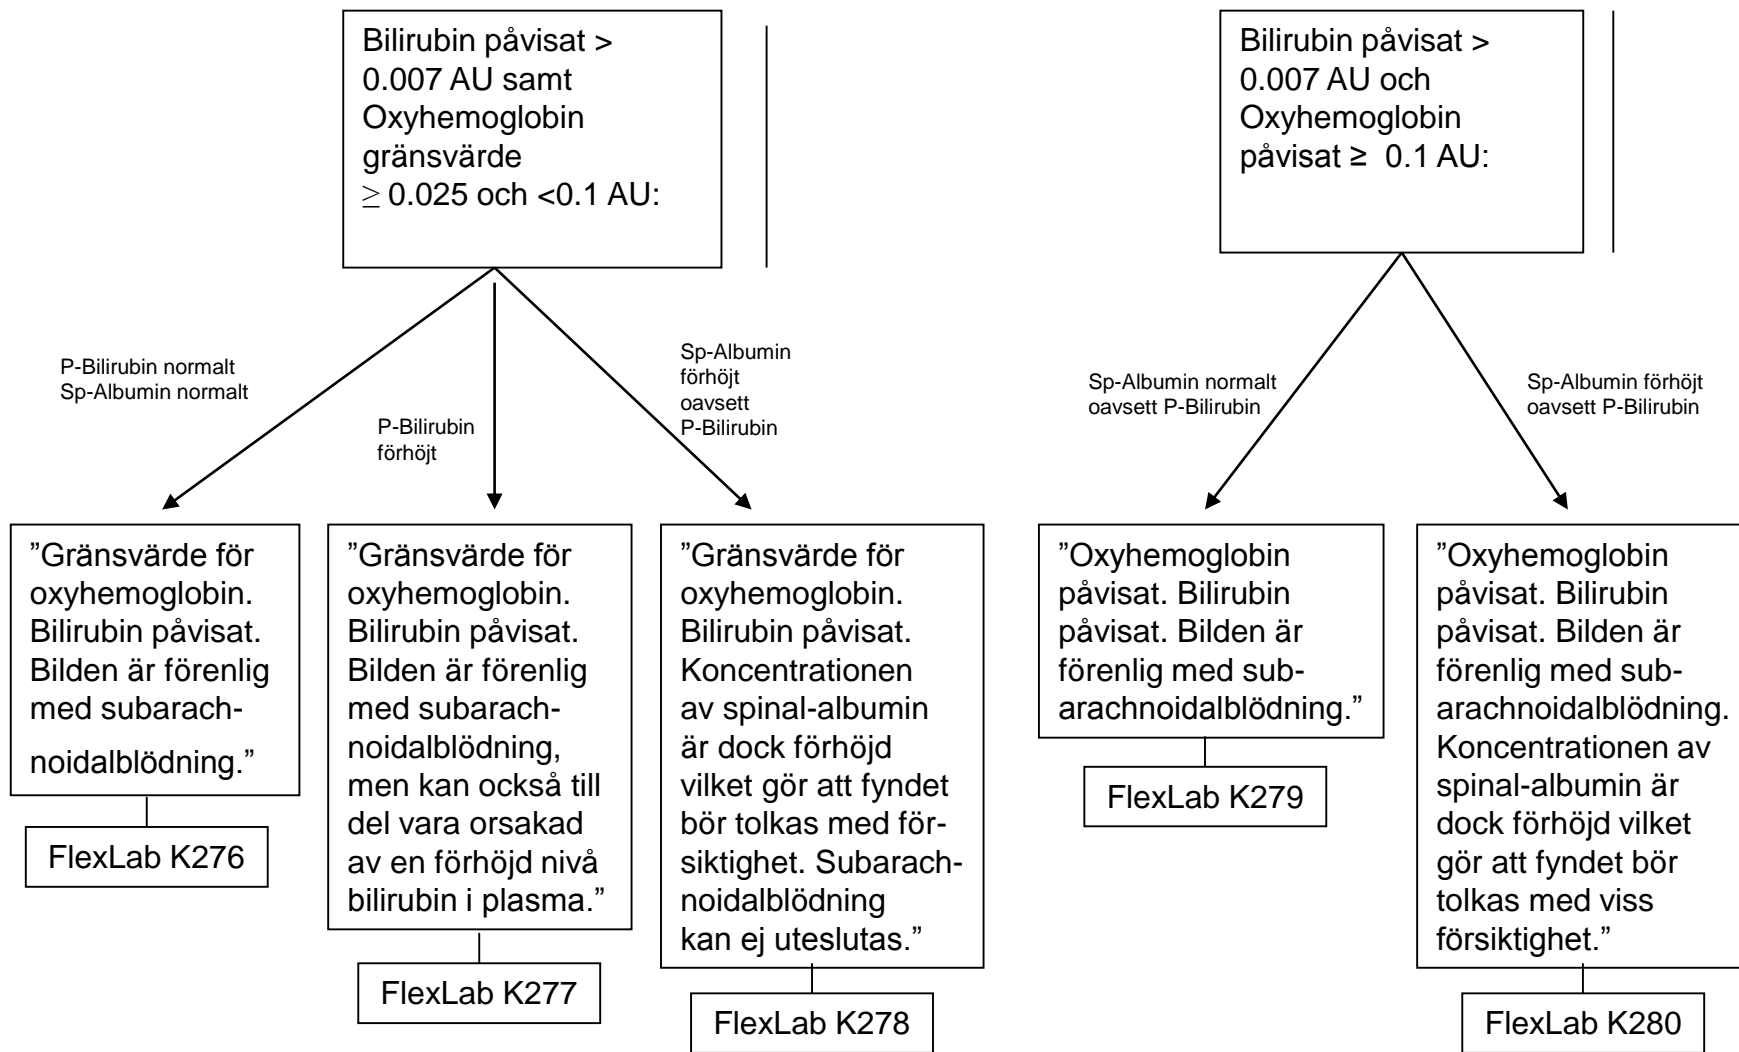 Bilirubin påvisat >
0.007 AU samt
Oxyhemoglobin
gränsvärde
≥ 0.025 och <0.1 AU:
Bilirubin påvisat >
0.007 AU och
Oxyhemoglobin
påvisat ≥ 0.1 AU:
P-Bilirubin normalt
Sp-Albumin normalt
P-Bilirubin
förhöjt
Sp-Albumin
förhöjt
oavsett
P-Bilirubin
Sp-Albumin normalt
oavsett P-Bilirubin
Sp-Albumin förhöjt
oavsett P-Bilirubin
”Gränsvärde för
oxyhemoglobin.
Bilirubin påvisat.
Bilden är förenlig
med subarach-
noidalblödning.”
FlexLab K276
”Gränsvärde för
oxyhemoglobin.
Bilirubin påvisat.
Bilden är förenlig
med subarach-
noidalblödning,
men kan också till
del vara orsakad
av en förhöjd nivå
bilirubin i plasma.”
FlexLab K277
”Gränsvärde för
oxyhemoglobin.
Bilirubin påvisat.
Koncentrationen
av spinal-albumin
är dock förhöjd
vilket gör att fyndet
bör tolkas med för-
siktighet. Subarach-
noidalblödning
kan ej uteslutas.”
FlexLab K278
”Oxyhemoglobin
påvisat. Bilirubin
påvisat. Bilden är
förenlig med sub-
arachnoidalblödning.”
FlexLab K279
”Oxyhemoglobin
påvisat. Bilirubin
påvisat. Bilden är
förenlig med sub-
arachnoidalblödning.
Koncentrationen av
spinal-albumin är
dock förhöjd vilket
gör att fyndet bör
tolkas med viss
försiktighet.”
FlexLab K280